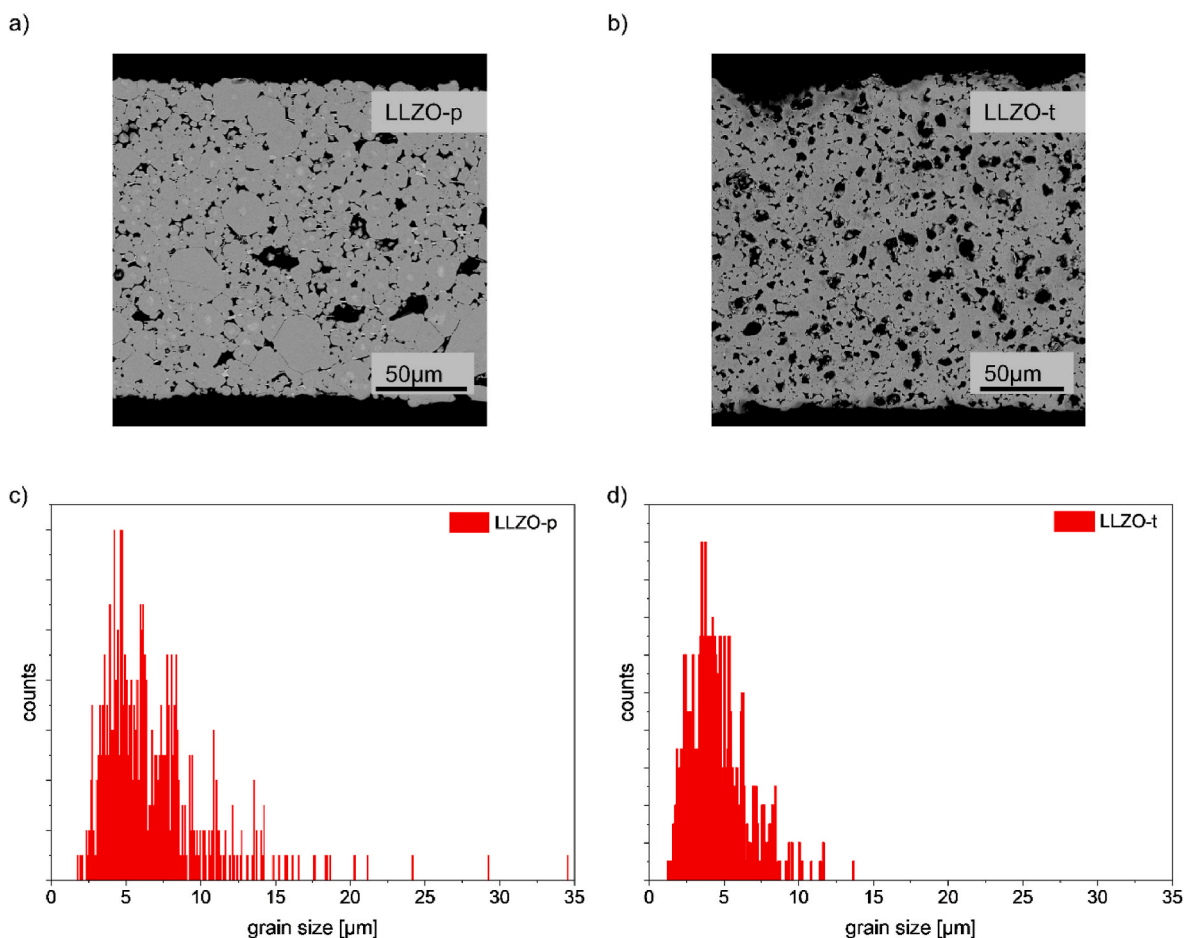 a)
b)
LLZO-p
LLZO-t
50µm
50µm
c)
d)
LLZO-p
LLZO-t
counts
counts
0 5 10 15 20 25 30 35
0 5 10 15 20 25 30 35
grain size [µm]
grain size [µm]